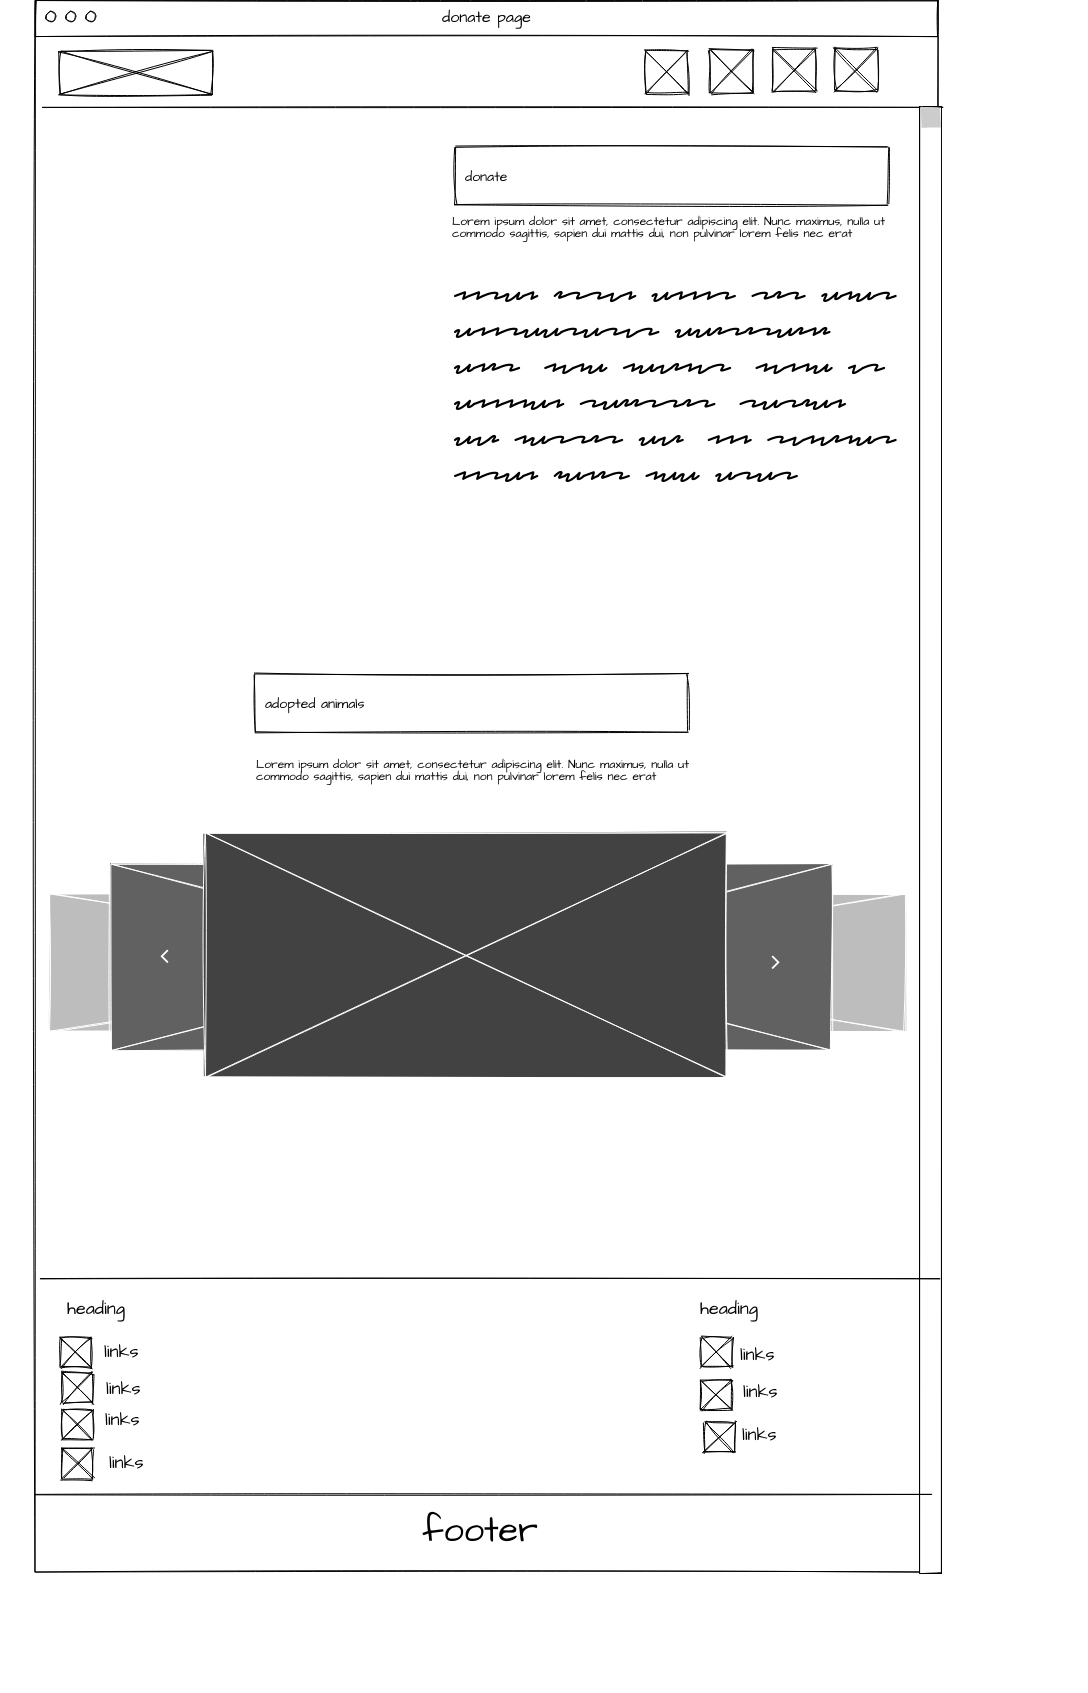 donate page
donate
Lorem ipsum dolor sit amet, consectetur adipiscing elit. Nunc maximus, nulla ut
commodo sagittis, sapien dui mattis dui, non pulvinar lorem felis nec erat
adopted animals
Lorem ipsum dolor sit amet, consectetur adipiscing elit. Nunc maximus, nulla ut
commodo sagittis, sapien dui mattis dui, non pulvinar lorem felis nec erat
heading
links
links
links
links
heading
links
links
links
footer